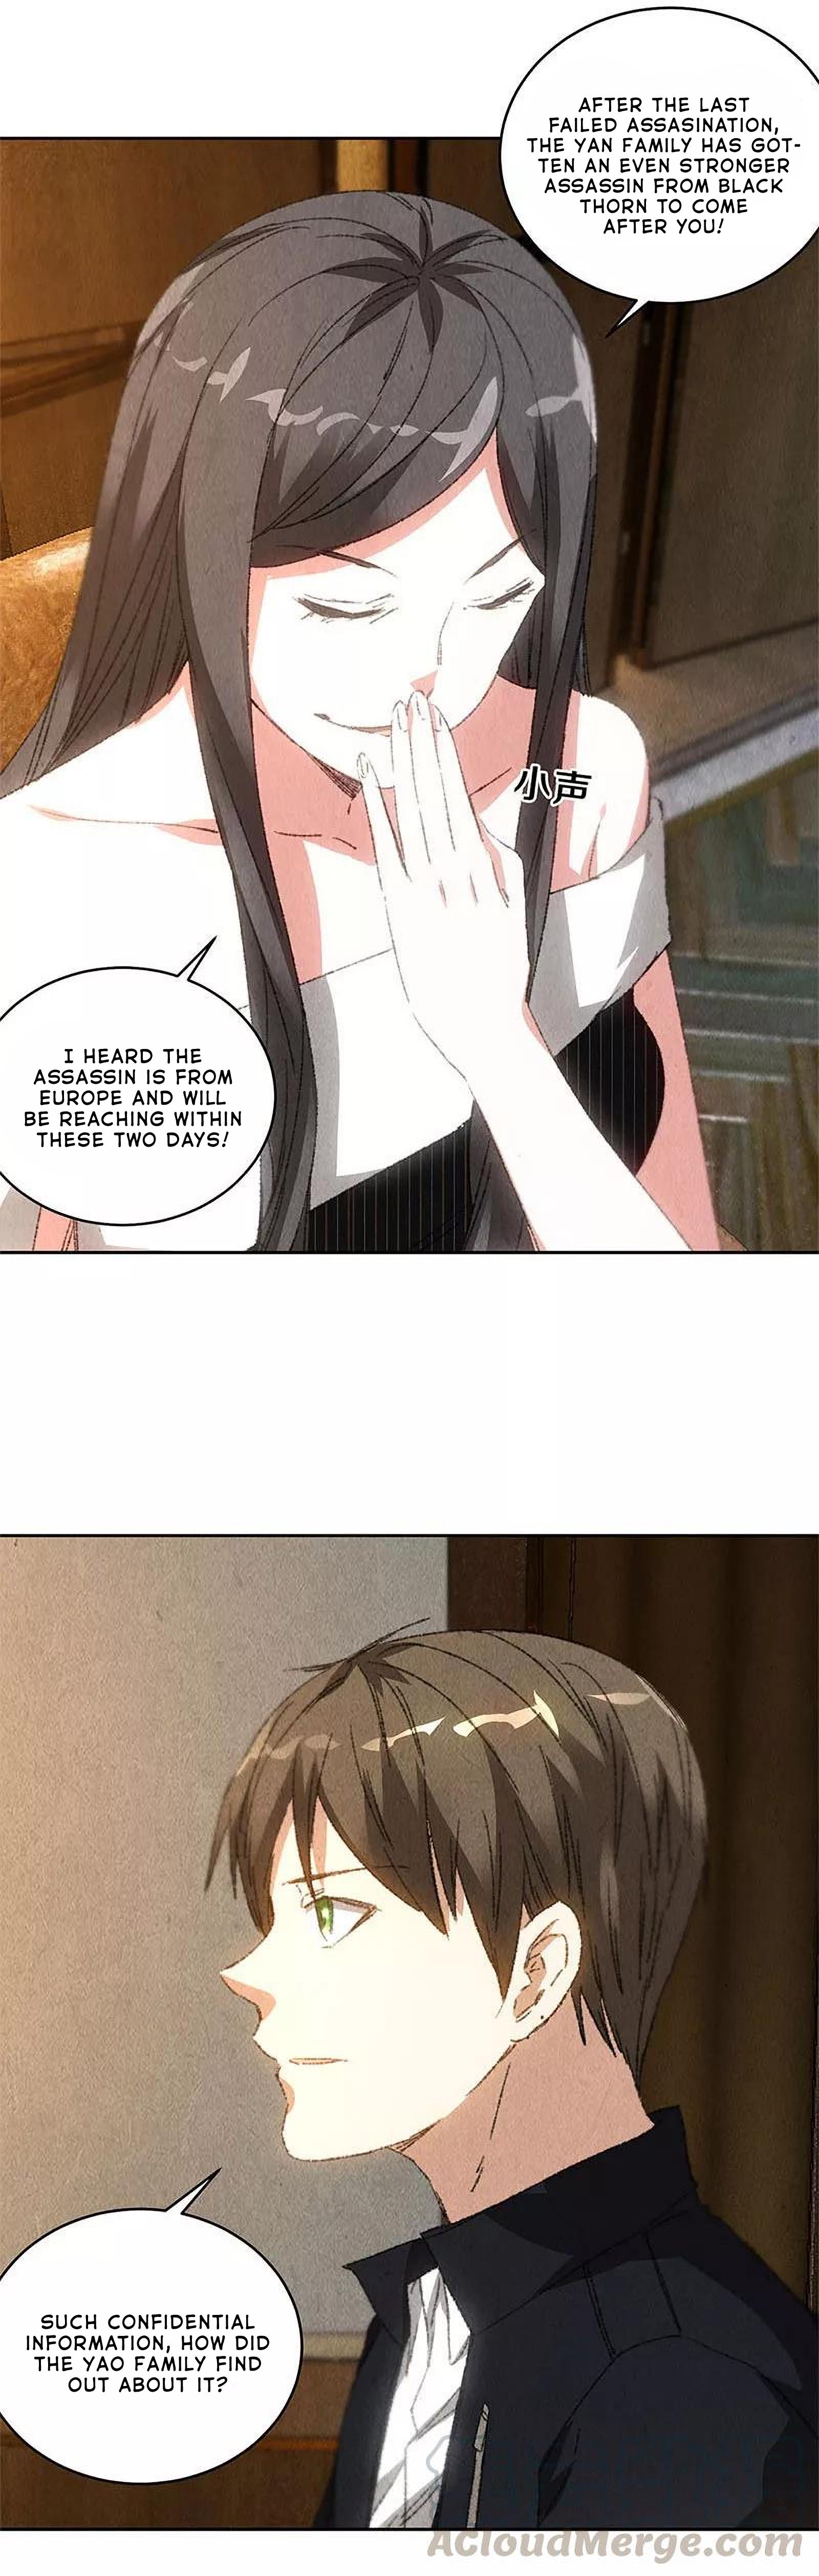 AFTER THE LAST
FAILED ASSASINATION,
THE YAN FAMILY HAS GOT-
TEN AN EVEN STRONGER
ASSASSIN FROM BLACK
THORN TO COME
AFTER YOU!
小声
I HEARD THE
ASSASSIN IS FROM
EUROPE AND WILL
BE REACHING WITHIN
THESE TWO DAYS!
SUCH CONFIDENTIAL
INFORMATION, HOW DID
THE YAO FAMILY FIND
OUT ABOUT IT?
ACloudMerge.com